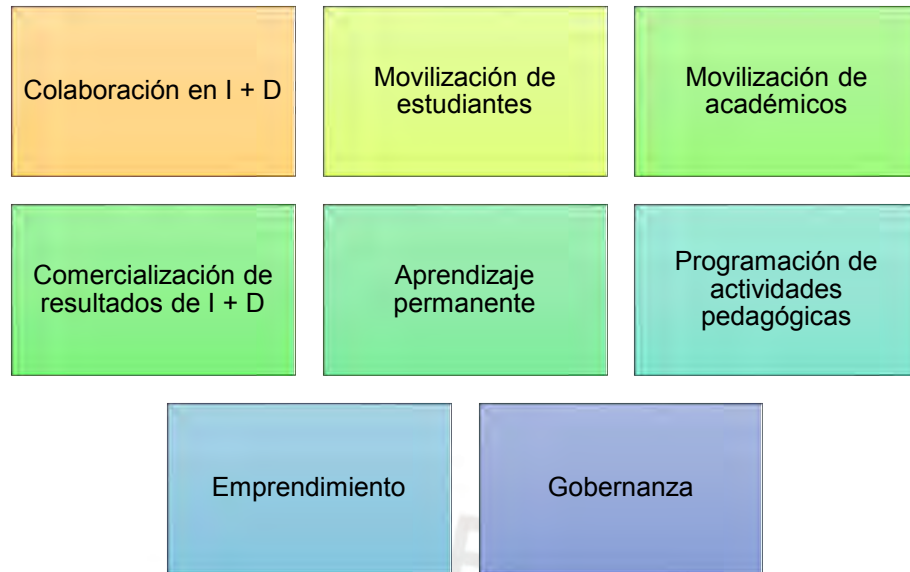 Colaboración en I + D
Movilización de
estudiantes
Movilización de
académicos
Comercialización de
resultados de I + D
Aprendizaje
permanente
Programación de
actividades
pedagógicas
Emprendimiento
Gobernanza